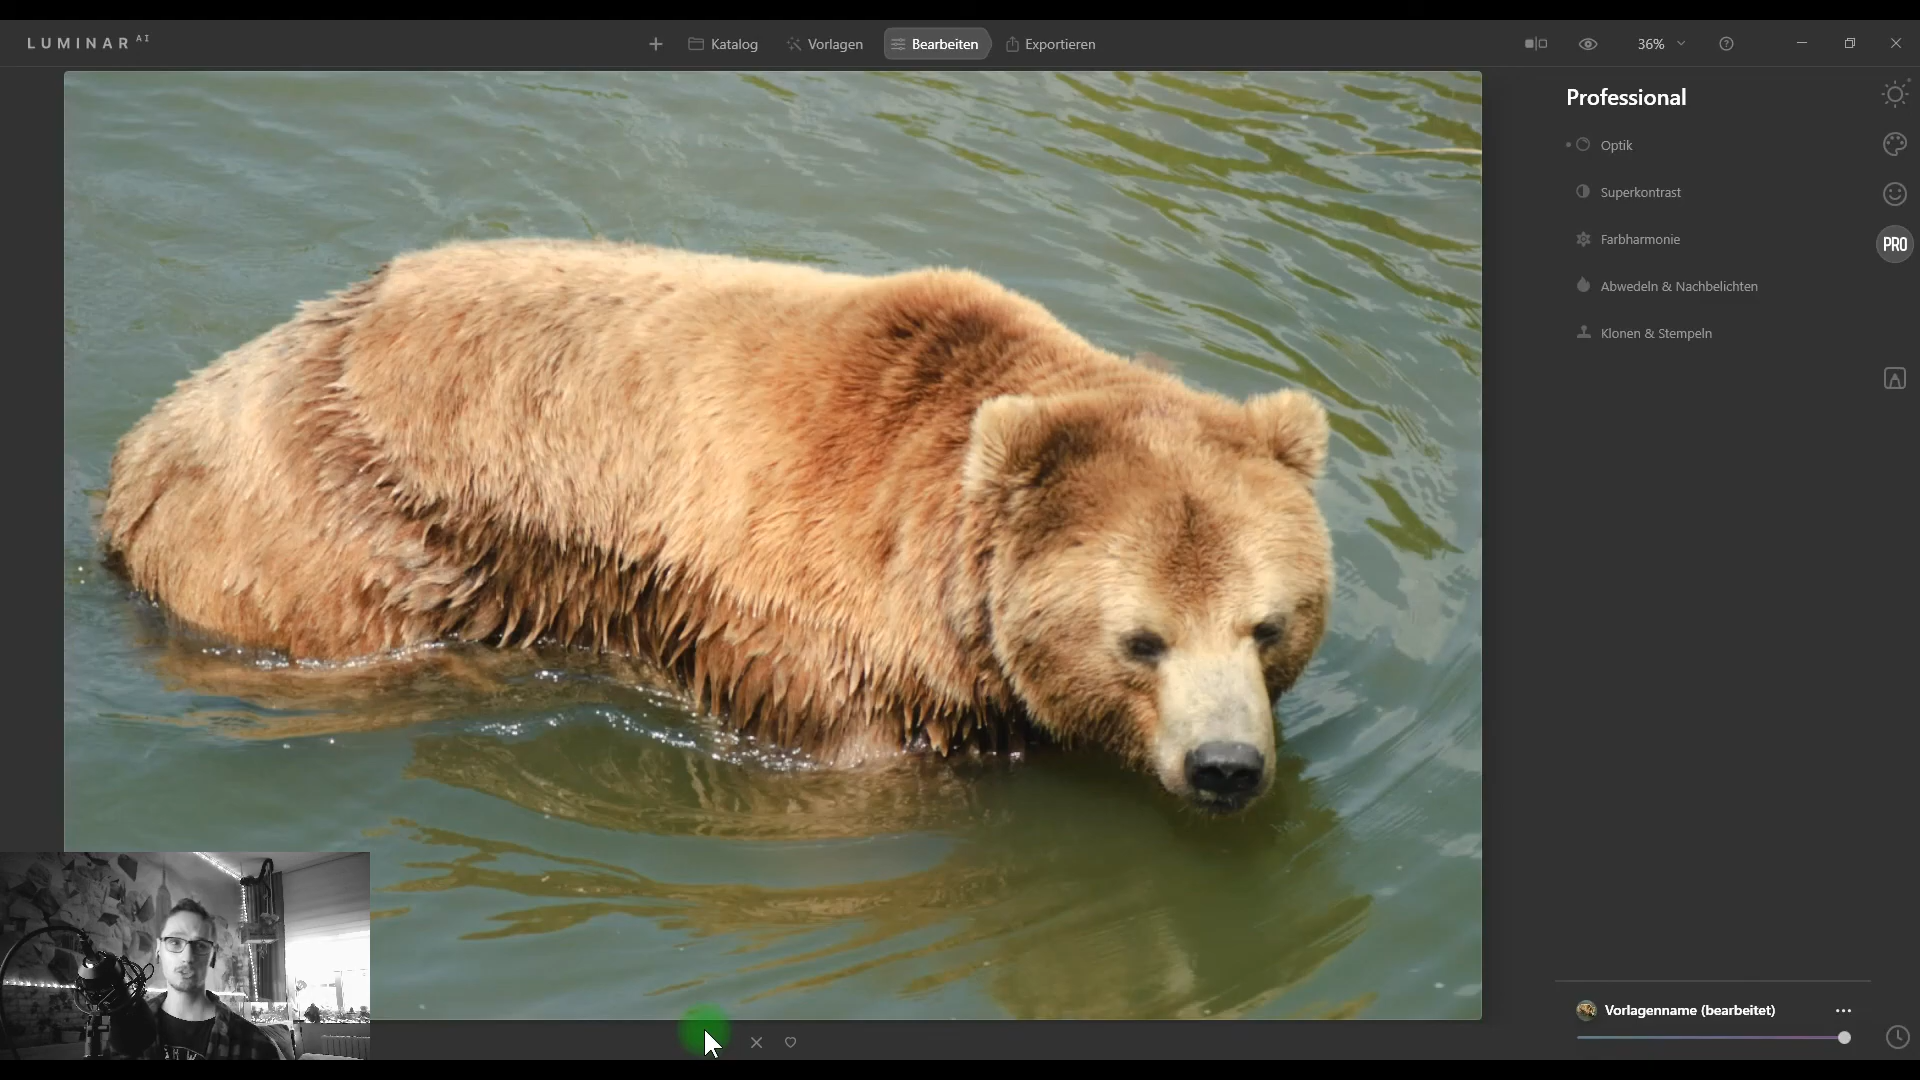 LUMINAR AI
Katalog
Vorlagen
Bearbeiten
Exportieren
36%
Professional
Optik
Superkontrast
Farbharmonie
Abwedeln & Nachbelichten
Klonen & Stempeln
PRO
Vorlagenname (bearbeitet)